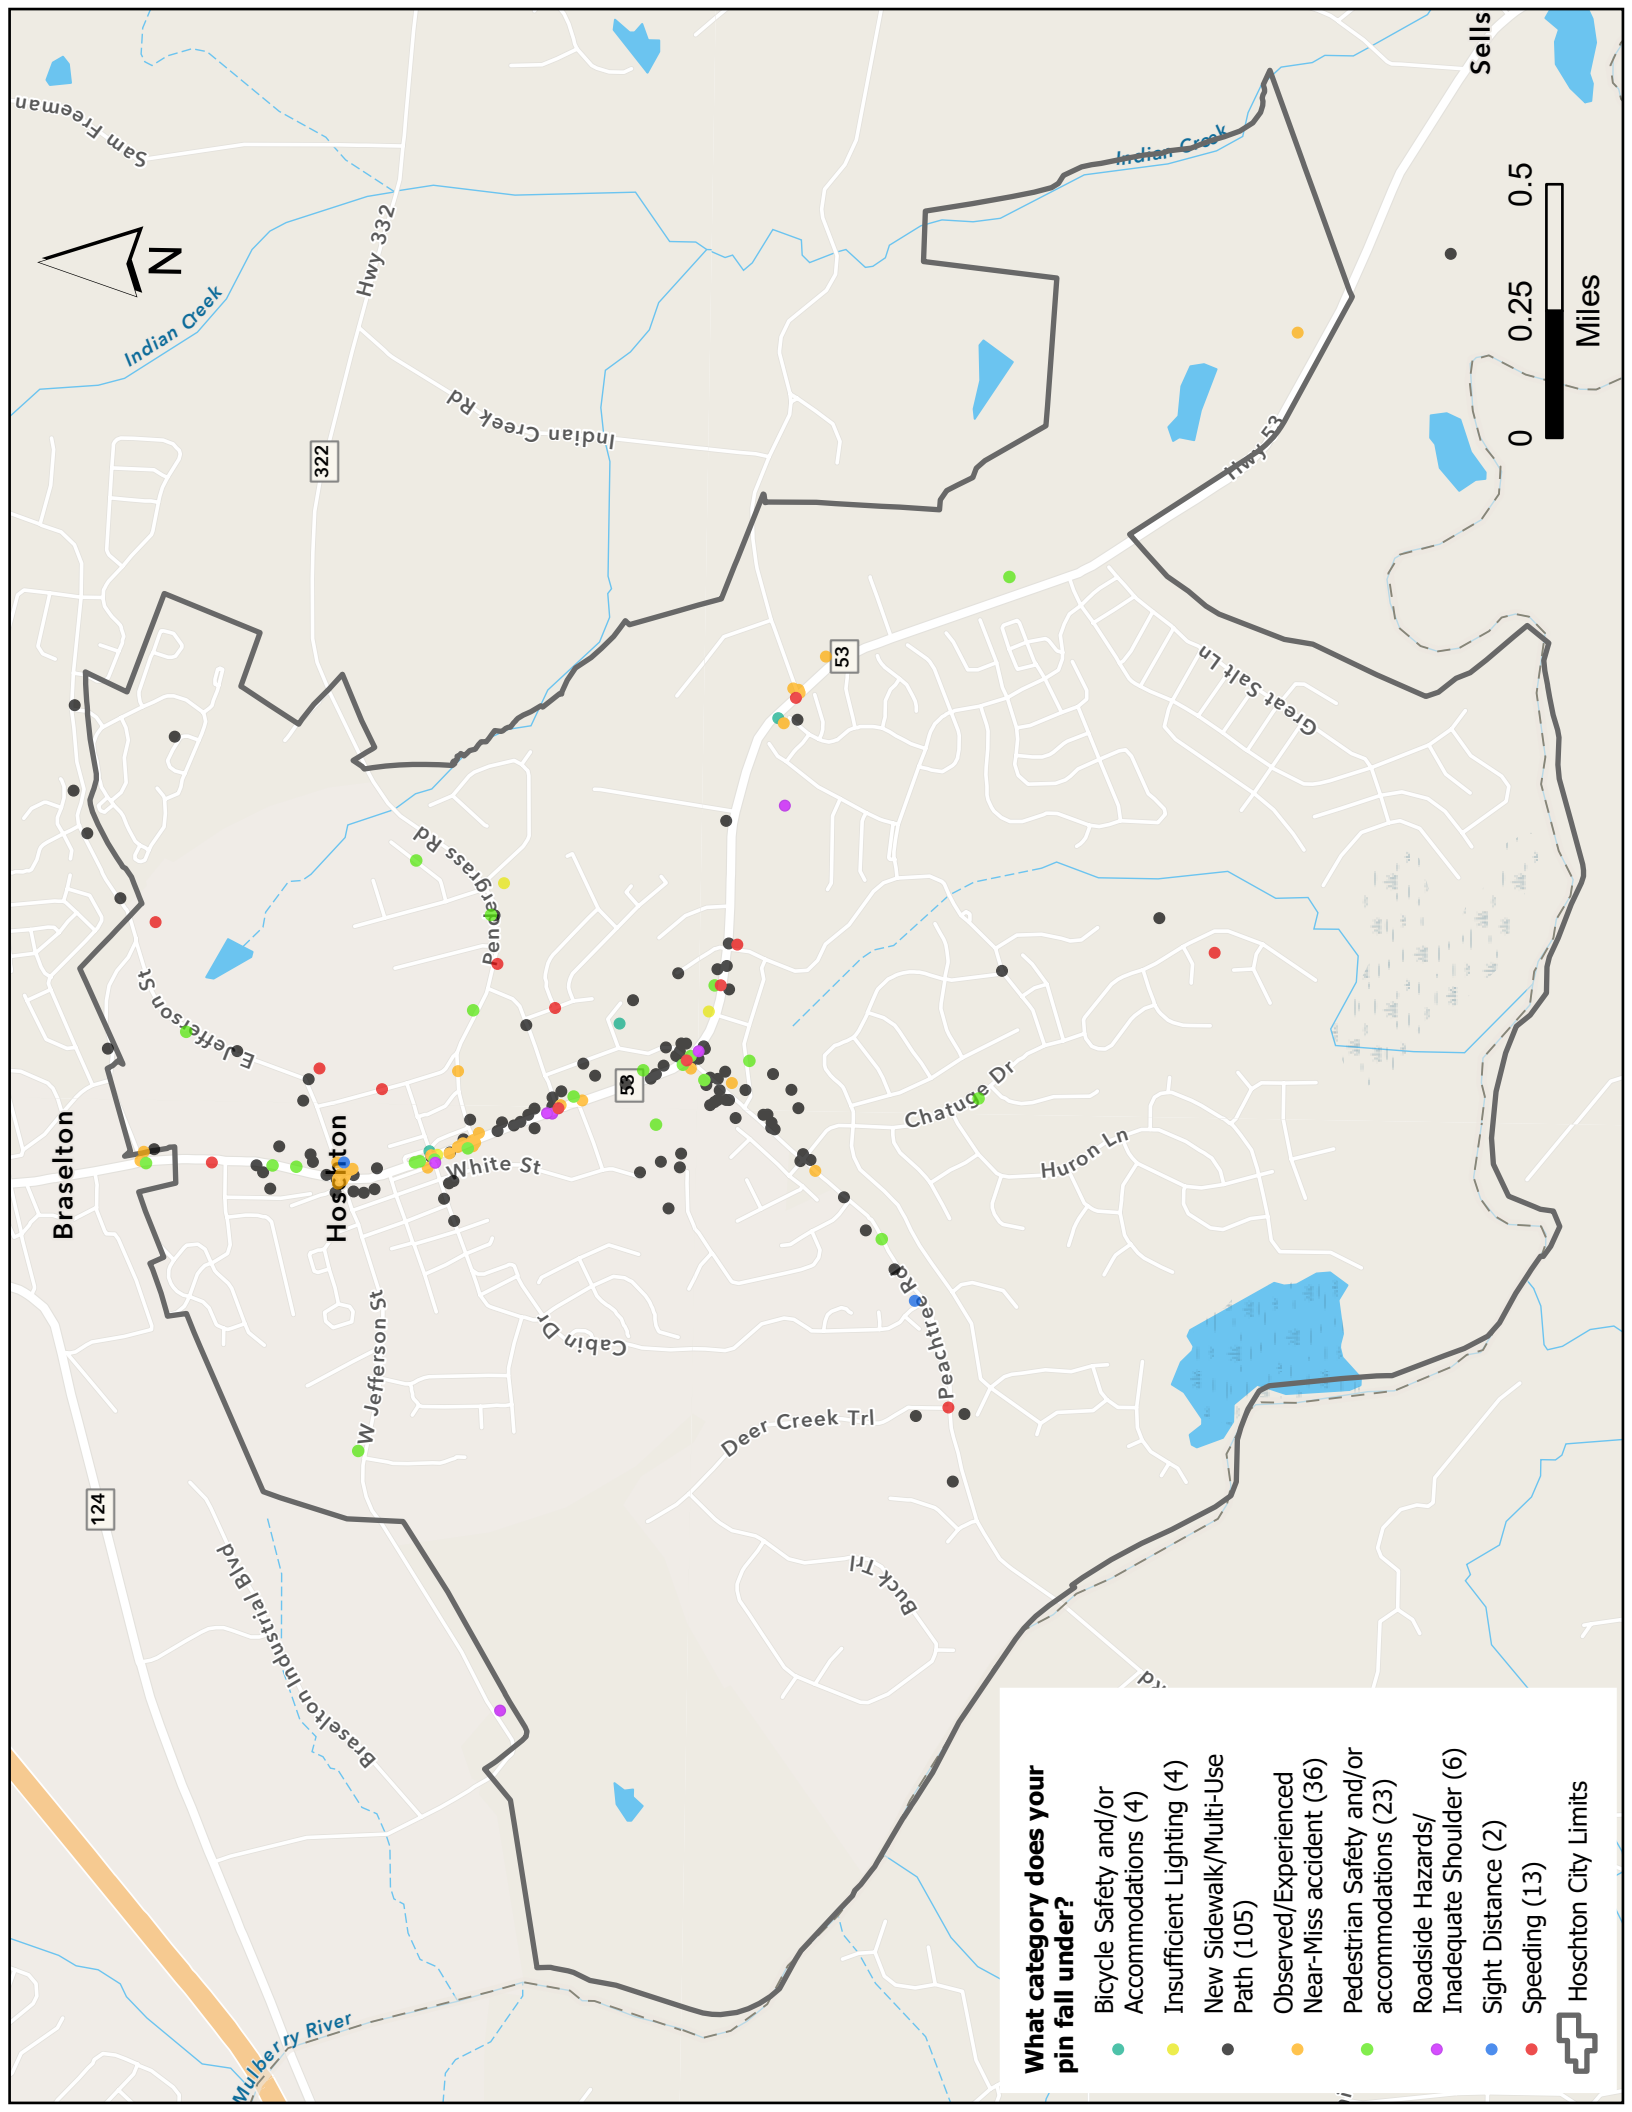 Sam Freeman
Sells
Indian Creek
Hwy 332
N
Indian Creek
0 0.25 0.5
Miles
Indian Creek Rd
322
Hwy 53
53
Great Salt Ln
Pendergrass Rd
E Jefferson St
53
Chatuge Dr
Huron Ln
Braselton
Hoschton
White St
W Jefferson St
Cabin Dr
Peachtree Rd
Deer Creek Trl
Buck Trl
124
Braselton Industrial Blvd
Rd
Mulberry River
What category does your
pin fall under?
Bicycle Safety and/or
Accommodations (4)
Insufficient Lighting (4)
New Sidewalk/Multi-Use
Path (105)
Observed/Experienced
Near-Miss accident (36)
Pedestrian Safety and/or
accommodations (23)
Roadside Hazards/
Inadequate Shoulder (6)
Sight Distance (2)
Speeding (13)
Hoschton City Limits